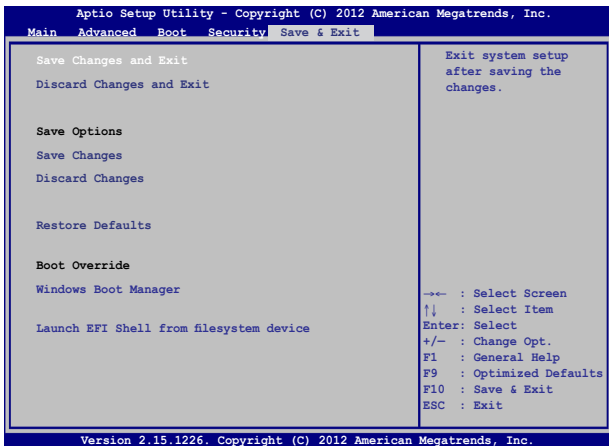 Aptio Setup Utility - Copyright (C) 2012 American Megatrends, Inc.
Main Advanced Boot Security Save & Exit
Save Changes and Exit
Discard Changes and Exit
Save Options
Save Changes
Discard Changes
Restore Defaults
Boot Override
Windows Boot Manager
Launch EFI Shell from filesystem device
Exit system setup
after saving the
changes.
→← : Select Screen
↑↓ : Select Item
Enter: Select
+/— : Change Opt.
F1 : General Help
F9 : Optimized Defaults
F10 : Save & Exit
ESC : Exit
Version 2.15.1226. Copyright (C) 2012 American Megatrends, Inc.